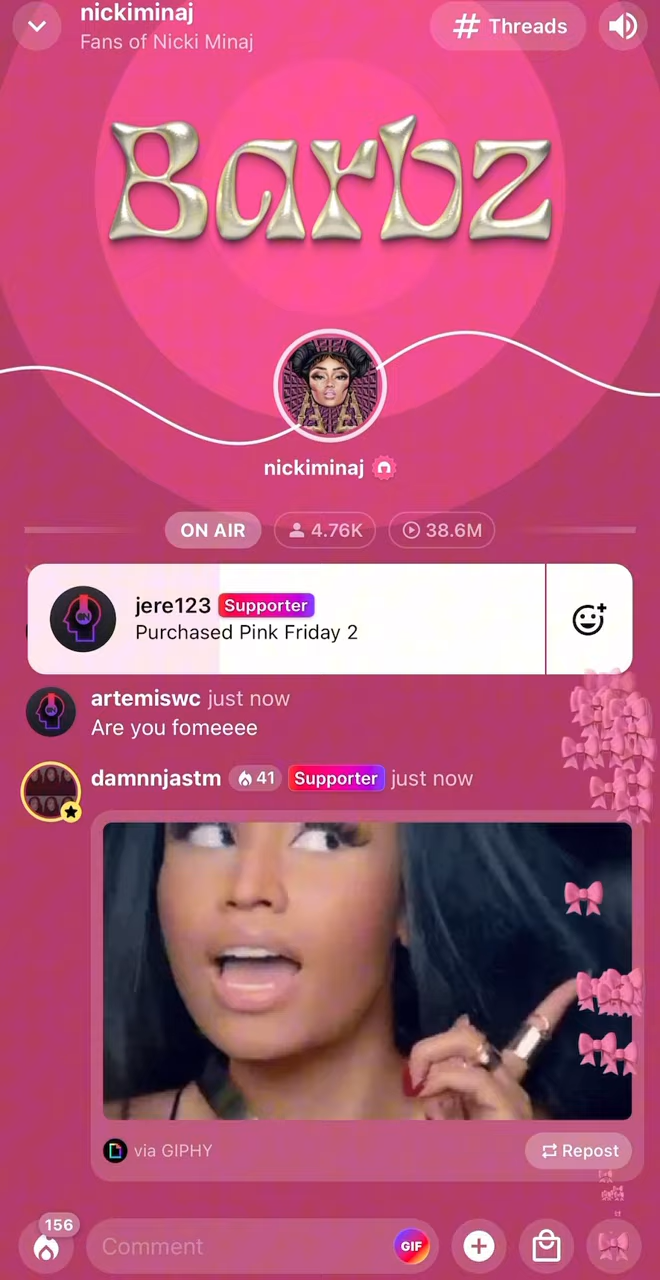 nickiminaj
Fans of Nicki Minaj
Threads
Barbz
nickiminaj
ON AIR
4.76K
38.6M
jere123 Supporter
Purchased Pink Friday 2
artemiswc just now
Are you fomeeee
damnnjastm 41 Supporter just now
via GIPHY
Repost
156
Comment
GIF